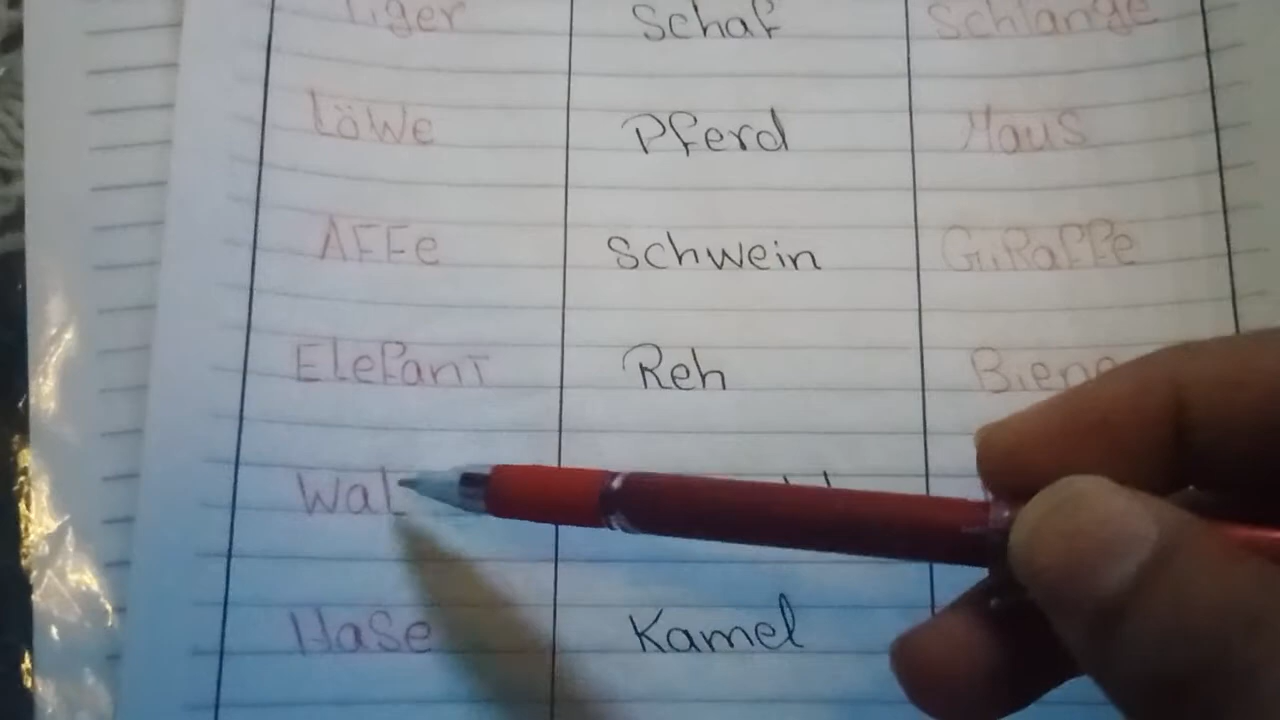 Tiger Schaf Schlange
Löwe Pferd Maus
Affe Schwein Giraffe
Elefant Reh Biene
Wal
Hase Kamel